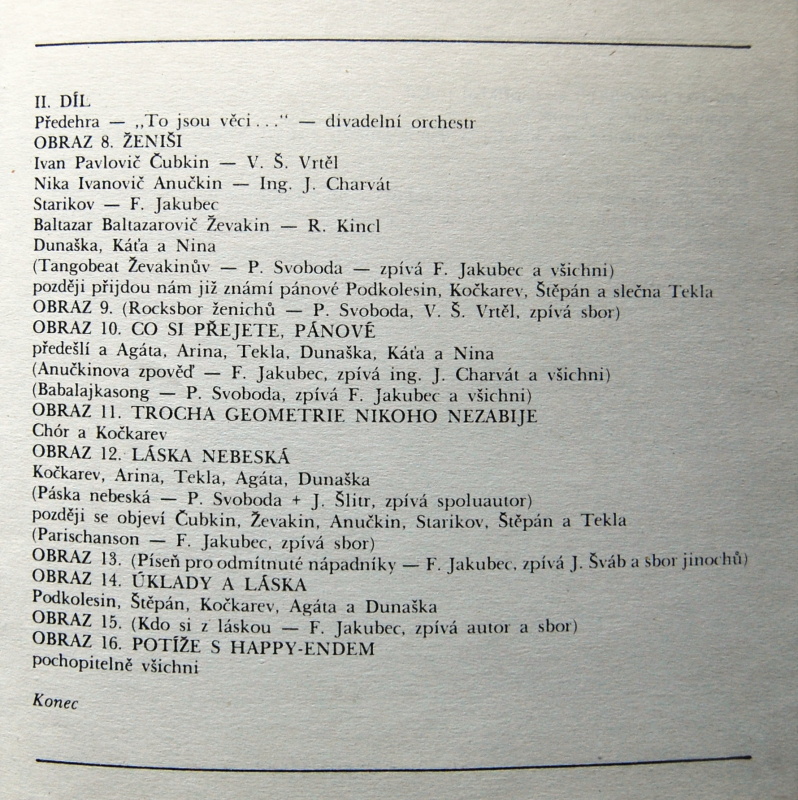 II. DÍL
Předehra — „To jsou věci...“ — divadelní orchestr
OBRAZ 8. ŽENIŠI
Ivan Pavlovič Čubkin — V. Š. Vrtěl
Nika Ivanovič Anučkin — Ing. J. Charvát
Starikov — F. Jakubec
Baltazar Baltazarovič Ževakin — R. Kincl
Dunaška, Káťa a Nina
(Tangobeat Ževakinův — P. Svoboda — zpívá F. Jakubec a všichni)
později přijdou nám již známí pánové Podkolesin, Kočkarev, Štěpán a slečna Tekla
OBRAZ 9. (Rocksbor ženichů — P. Svoboda, V. Š. Vrtěl, zpívá sbor)
OBRAZ 10. CO SI PŘEJETE, PÁNOVÉ
předešlí a Agáta, Arina, Tekla, Dunaška, Káťa a Nina
(Anučkinova zpověď — F. Jakubec, zpívá ing. J. Charvát a všichni)
(Babalajkasong — P. Svoboda, zpívá F. Jakubec a všichni)
OBRAZ 11. TROCHA GEOMETRIE NIKOHO NEZABIJE
Chór a Kočkarev
OBRAZ 12. LÁSKA NEBESKÁ
Kočkarev, Arina, Tekla, Agáta, Dunaška
(Páska nebeská — P. Svoboda + J. Šlitr, zpívá spoluautor)
později se objeví Čubkin, Ževakin, Anučkin, Starikov, Štěpán a Tekla
(Parischanson — F. Jakubec, zpívá sbor)
OBRAZ 13. (Píseň pro odmítnuté nápadníky — F. Jakubec, zpívá J. Šváb a sbor jinochů)
OBRAZ 14. ÚKLADY A LÁSKA
Podkolesin, Štěpán, Kočkarev, Agáta a Dunaška
OBRAZ 15. (Kdo si z láskou — F. Jakubec, zpívá autor a sbor)
OBRAZ 16. POTÍŽE S HAPPY-ENDEM
pochopitelně všichni
Konec